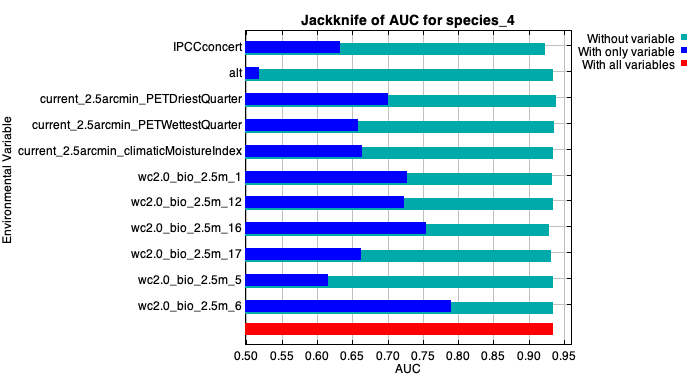 Jackknife of AUC for species_4
Without variable
With only variable
With all variables
Environmental Variable
IPCCconcert
alt
current_2.5arcmin_PETDriestQuarter
current_2.5arcmin_PETWettestQuarter
current_2.5arcmin_climaticMoistureIndex
wc2.0_bio_2.5m_1
wc2.0_bio_2.5m_12
wc2.0_bio_2.5m_16
wc2.0_bio_2.5m_17
wc2.0_bio_2.5m_5
wc2.0_bio_2.5m_6
0.50 0.55 0.60 0.65 0.70 0.75 0.80 0.85 0.90 0.95
AUC